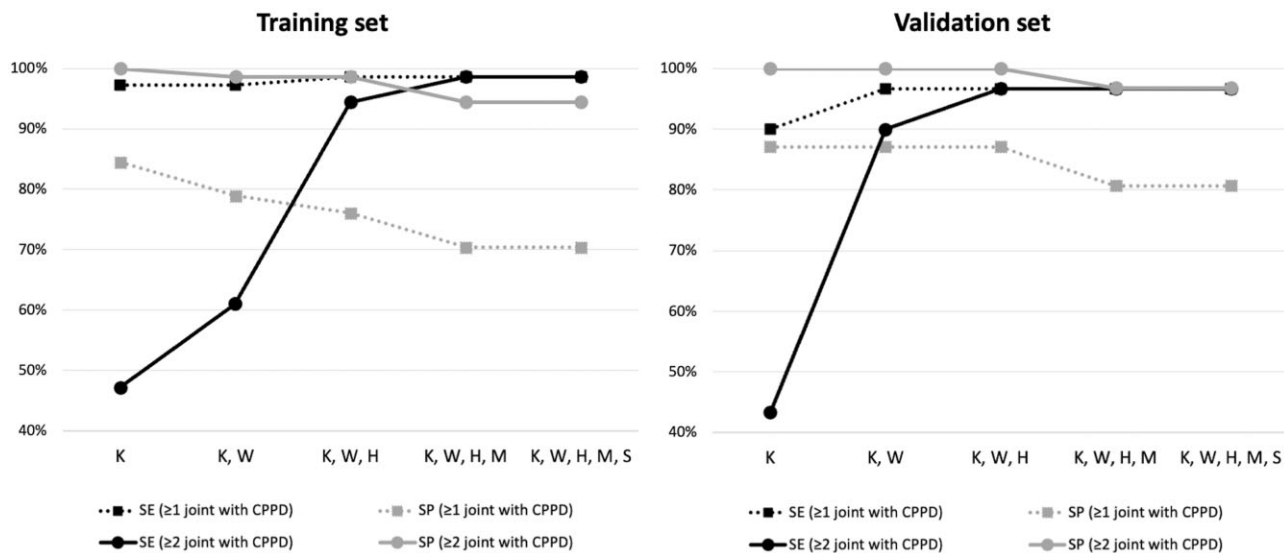 Training set
100%
90%
80%
70%
60%
50%
40%
K
K, W
K, W, H
K, W, H, M
K, W, H, M, S
SE (≥1 joint with CPPD)
SP (≥1 joint with CPPD)
SE (≥2 joint with CPPD)
SP (≥2 joint with CPPD)
Validation set
100%
90%
80%
70%
60%
50%
40%
K
K, W
K, W, H
K, W, H, M
K, W, H, M, S
SE (≥1 joint with CPPD)
SP (≥1 joint with CPPD)
SE (≥2 joint with CPPD)
SP (≥2 joint with CPPD)